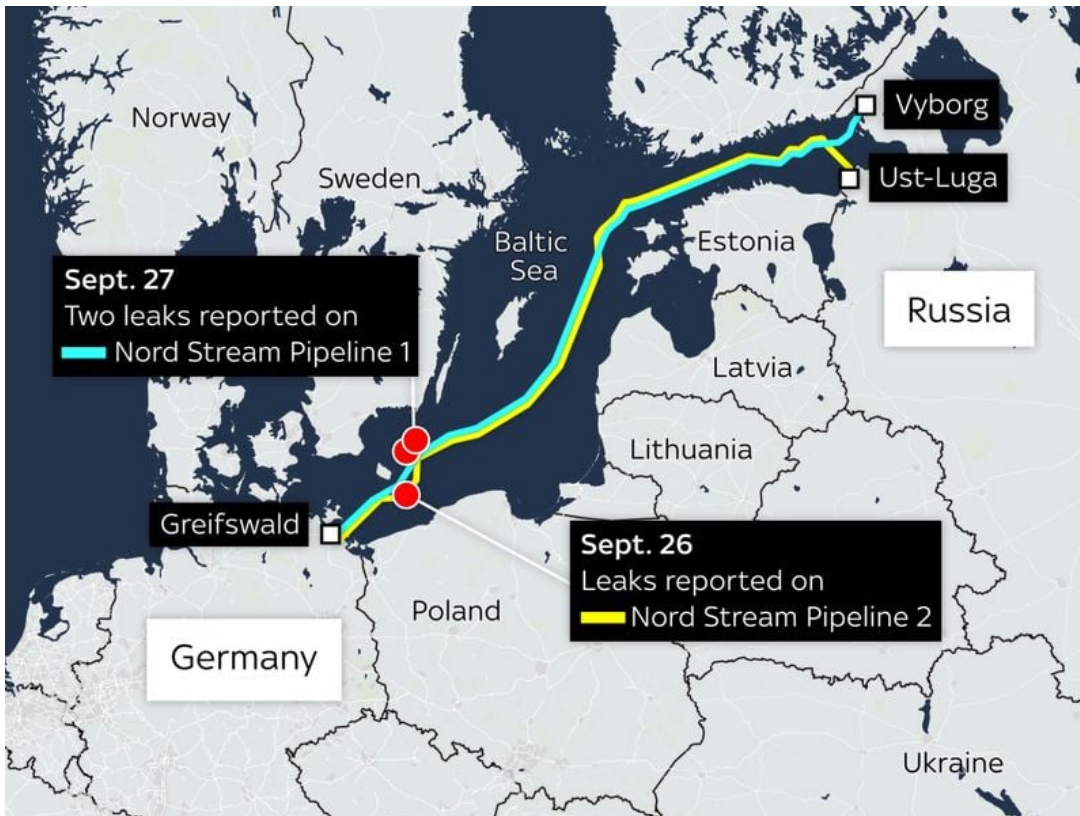 Norway
Sweden
Baltic
Sea
Vyborg
Ust-Luga
Estonia
Russia
Sept. 27
Two leaks reported on
Nord Stream Pipeline 1
Latvia
Lithuania
Greifswald
Sept. 26
Leaks reported on
Nord Stream Pipeline 2
Poland
Germany
Ukraine